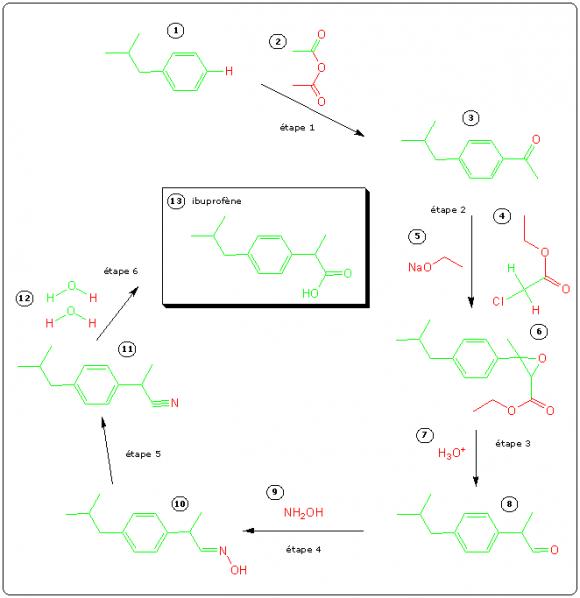 1
2
O
O
O
H
étape 1
3
O
13 ibuprofène
O
HO
étape 2
4
5
NaO
O
H
O
H
Cl
étape 6
12
H O H
H O H
6
O
O
O
11
N
7
H3O+
étape 3
étape 5
10
9
NH2OH
8
N
OH
étape 4
O